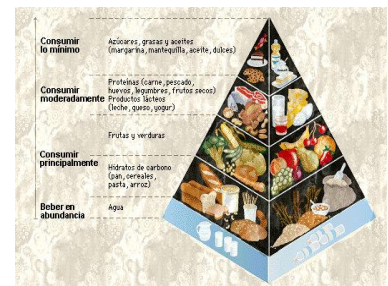 Consumir
lo mínimo
Azúcares, grasas y aceites
(margarina, mantequilla, aceite, dulces)
Consumir
moderadamente
Proteínas (carne, pescado,
huevos, legumbres, frutos secos)
Productos lácteos
(leche, queso, yogur)
Frutas y verduras
Consumir
principalmente
Hidratos de carbono
(pan, cereales,
pasta, arroz)
Beber en
abundancia
Agua